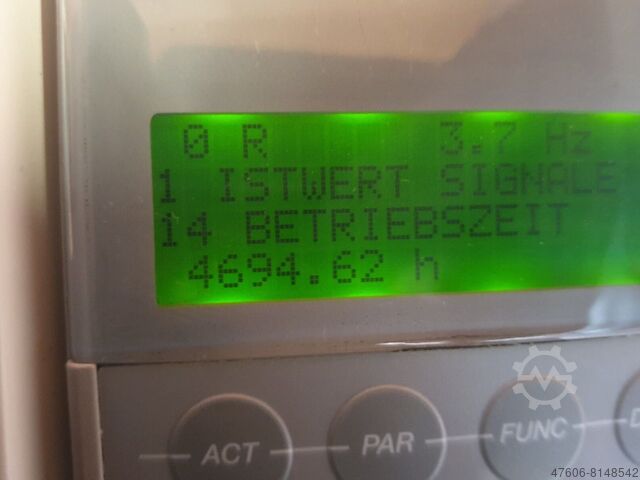 0 R 3.7 Hz
1 ISTWERT SIGNALE
14 BETRIEBSZEIT
4694.62 h
ACT PAR FUNC D
47606-8148542